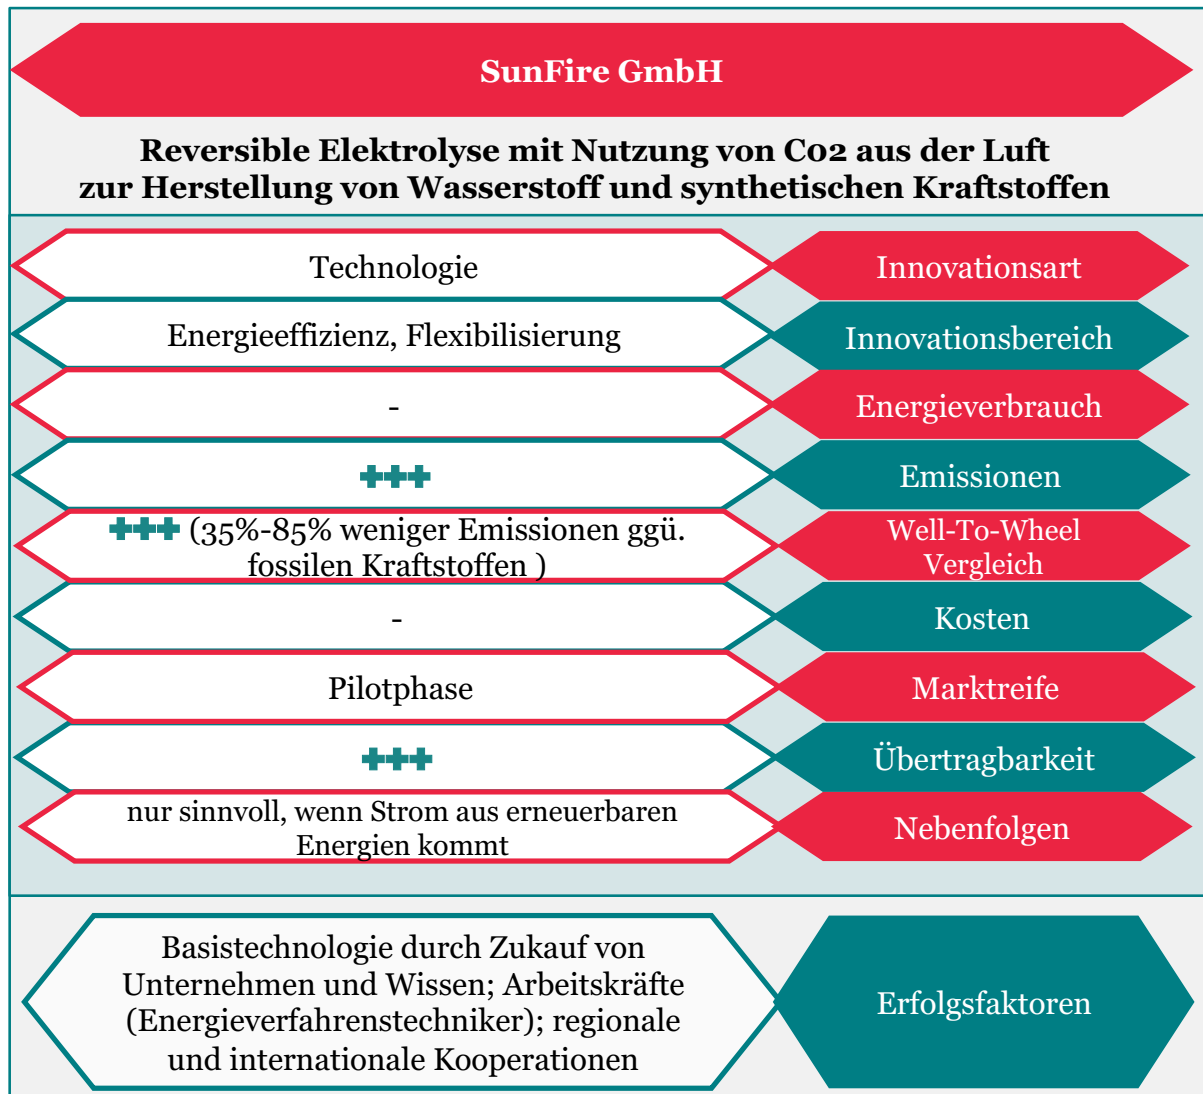 SunFire GmbH
Reversible Elektrolyse mit Nutzung von Co2 aus der Luft
zur Herstellung von Wasserstoff und synthetischen Kraftstoffen
Technologie
Innovationsart
Energieeffizienz, Flexibilisierung
Innovationsbereich
-
Energieverbrauch
+++
Emissionen
+++ (35%-85% weniger Emissionen ggü.
fossilen Kraftstoffen )
Well-To-Wheel
Vergleich
-
Kosten
Pilotphase
Marktreife
+++
Übertragbarkeit
nur sinnvoll, wenn Strom aus erneuerbaren
Energien kommt
Nebenfolgen
Basistechnologie durch Zukauf von
Unternehmen und Wissen; Arbeitskräfte
(Energieverfahrenstechniker); regionale
und internationale Kooperationen
Erfolgsfaktoren